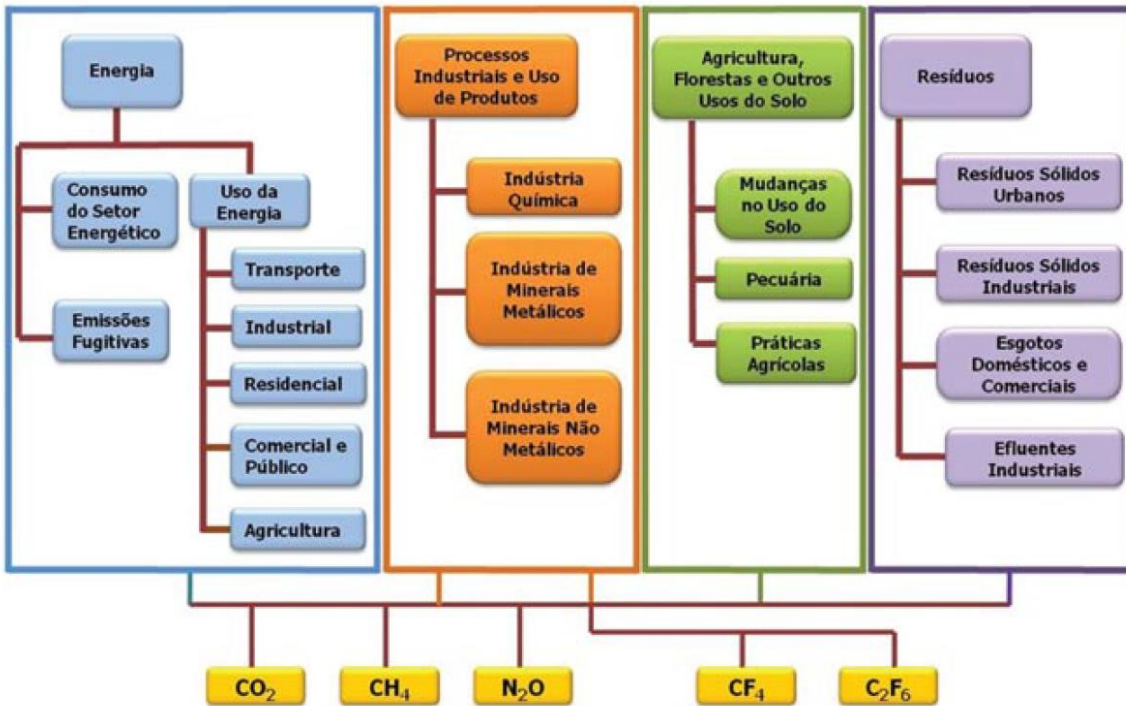 Energia
Consumo
do Setor
Energético
Emissões
Fugitivas
Uso da
Energia
Transporte
Industrial
Residencial
Comercial e
Público
Agricultura
Processos
Industriais e Uso
de Produtos
Indústria
Química
Indústria de
Minerais
Metálicos
Indústria de
Minerais Não
Metálicos
Agricultura,
Florestas e Outros
Usos do Solo
Mudanças
no Uso do
Solo
Pecuária
Práticas
Agrícolas
Resíduos
Resíduos Sólidos
Urbanos
Resíduos Sólidos
Industriais
Esgotos
Domésticos e
Comerciais
Efluentes
Industriais
CO₂
CH₄
N₂O
CF₄
C₂F₆